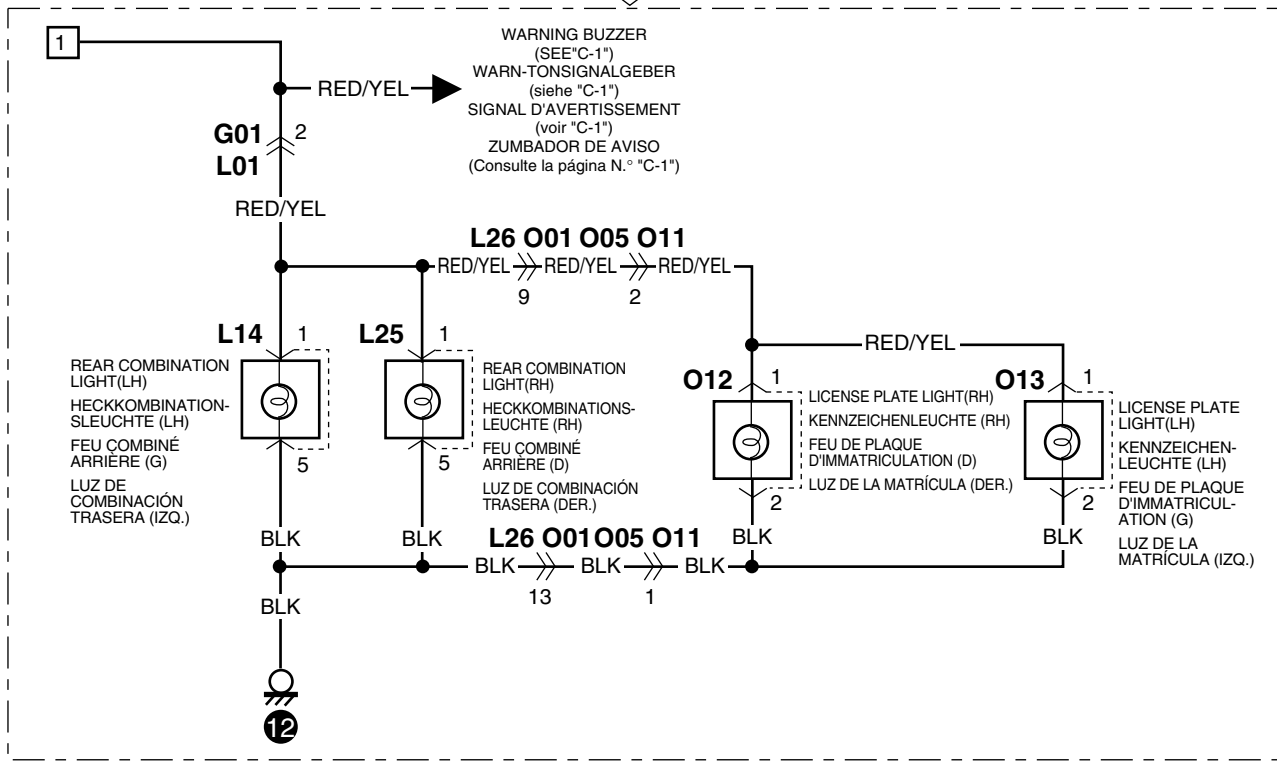 1
WARNING BUZZER
(SEE"C-1")
WARN-TONSIGNALGEBER
(siehe "C-1")
SIGNAL D'AVERTISSEMENT
(voir "C-1")
ZUMBADOR DE AVISO
(Consulte la página N.° "C-1")
RED/YEL
G01 2
L01
RED/YEL
L26 O01 O05 O11
RED/YEL RED/YEL RED/YEL
9 2
L14 1
REAR COMBINATION
LIGHT(LH)
HECKKOMBINATION-
SLEUCHTE (LH)
FEU COMBINÉ
ARRIÈRE (G)
LUZ DE
COMBINACIÓN
TRASERA (IZQ.)
5
BLK
L25 1
REAR COMBINATION
LIGHT(RH)
HECKKOMBINATIONS-
LEUCHTE (RH)
FEU COMBINÉ
ARRIÈRE (D)
LUZ DE COMBINACIÓN
TRASERA (DER.)
5
BLK
RED/YEL
O12 1
LICENSE PLATE LIGHT(RH)
KENNZEICHENLEUCHTE (RH)
FEU DE PLAQUE
D'IMMATRICULATION (D)
LUZ DE LA MATRÍCULA (DER.)
2
BLK
O13 1
LICENSE PLATE
LIGHT(LH)
KENNZEICHEN-
LEUCHTE (LH)
FEU DE PLAQUE
D'IMMATRICUL-
ATION (G)
LUZ DE LA
MATRÍCULA (IZQ.)
2
BLK
L26 O01 O05 O11
BLK BLK BLK
13 1
BLK
12